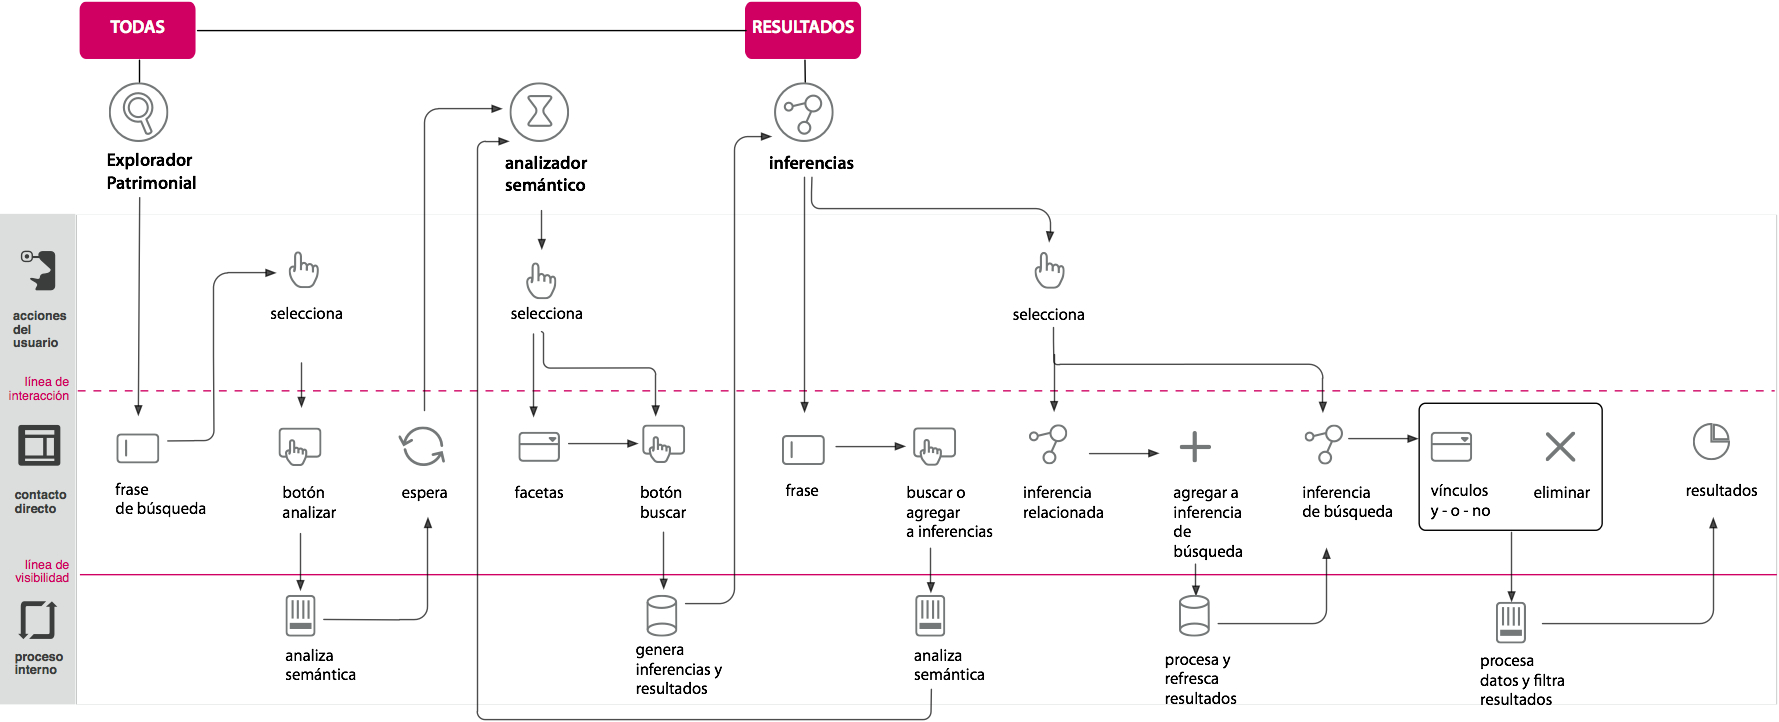 TODAS
RESULTADOS
Explorador
Patrimonial
analizador
semántico
inferencias
acciones
del
usuario
selecciona
selecciona
selecciona
línea de
interacción
contacto
directo
frase
de búsqueda
botón
analizar
espera
facetas
botón
buscar
frase
buscar o
agregar
a inferencias
inferencia
relacionada
agregar a
inferencia
de
búsqueda
inferencia
de búsqueda
vínculos
y - o - no
eliminar
resultados
línea de
visibilidad
proceso
interno
analiza
semántica
genera
inferencias y
resultados
analiza
semántica
procesa y
refresca
resultados
procesa
datos y filtra
resultados